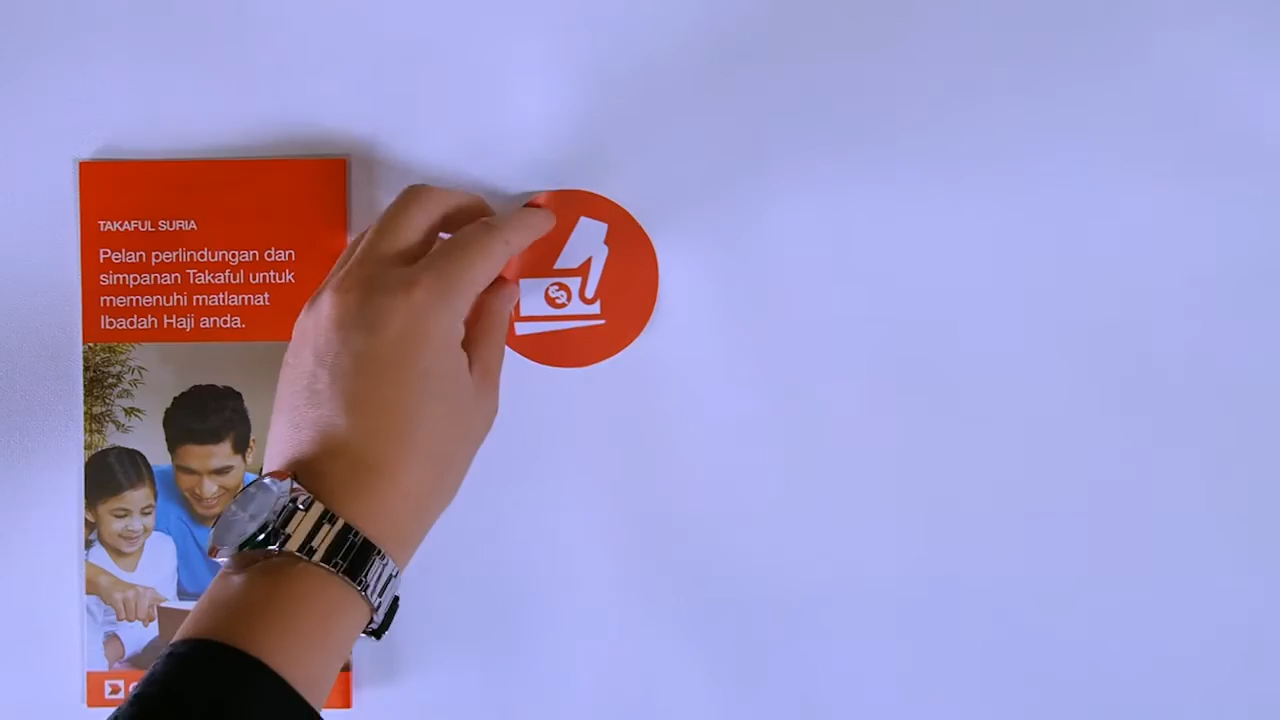 TAKAFUL SURIA
Pelan perlindungan dan
simpanan Takaful untuk
memenuhi matlamat
Ibadah Haji anda.
$